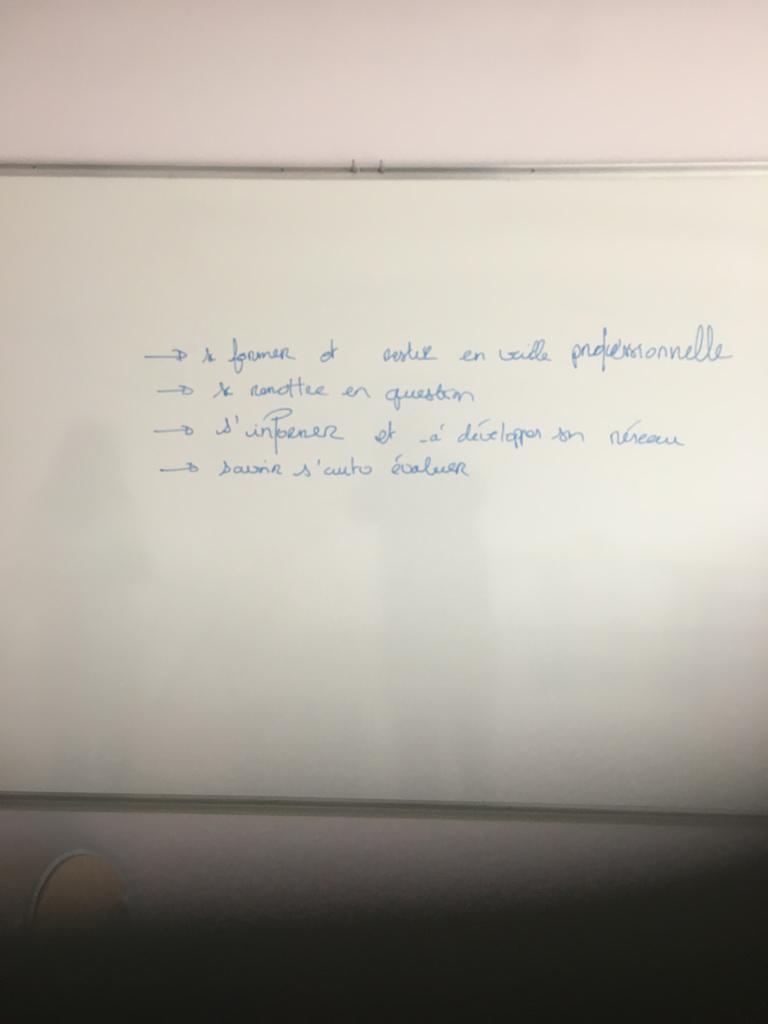 → se former et rester en veille professionnelle
→ se remettre en question
→ s'informer et à développer son réseau
→ savoir s'auto évaluer